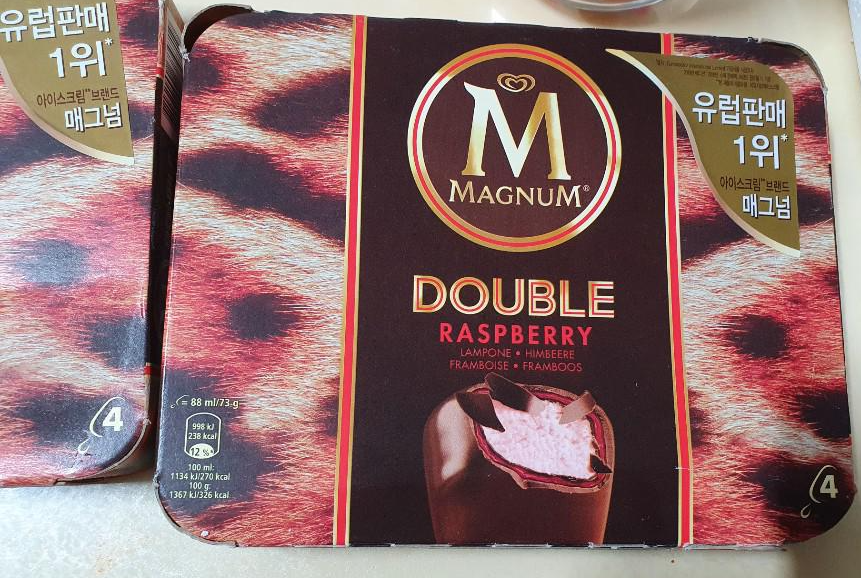 유럽판매
1위*
아이스크림**브랜드
매그넘
4
M
MAGNUM®
DOUBLE
RASPBERRY
LAMPONE • HIMBEERE
FRAMBOISE • FRAMBOOS
유럽판매
1위*
아이스크림**브랜드
매그넘
= 88 ml/73 g
998 kJ
238 kcal
12 %
100 ml:
1134 kJ/270 kcal
100 g:
1367 kJ/326 kcal
4